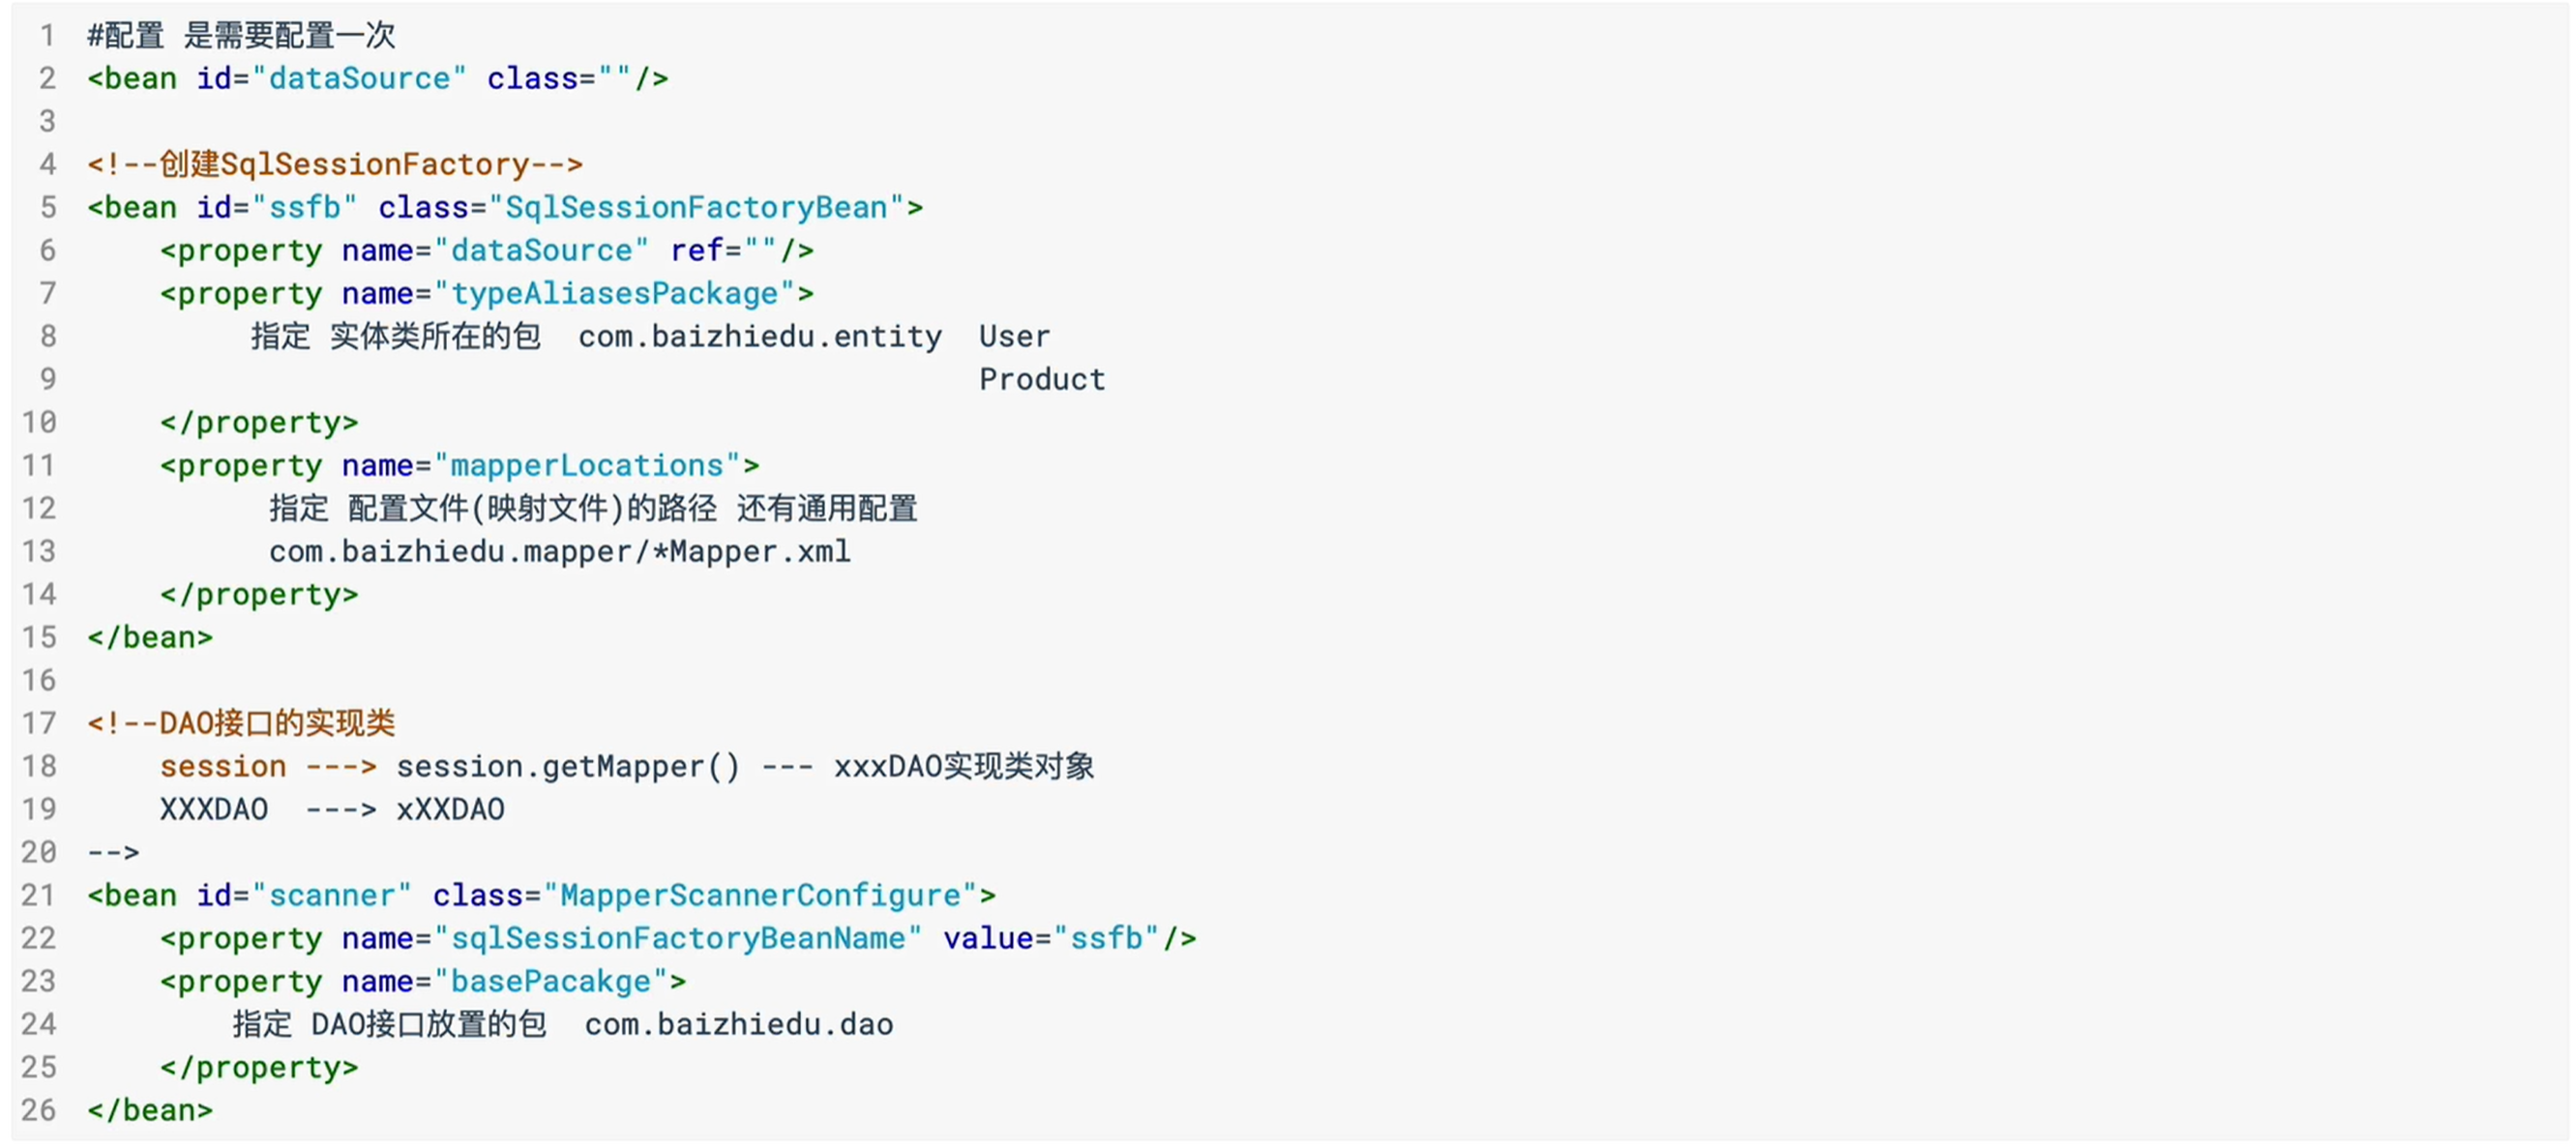 1 #配置 是需要配置一次
2 <bean id="dataSource" class=""/>
3
4 <!--创建SqlSessionFactory-->
5 <bean id="ssfb" class="SqlSessionFactoryBean">
6     <property name="dataSource" ref=""/>
7     <property name="typeAliasesPackage">
8          指定 实体类所在的包  com.baizhiedu.entity  User
9                                                  Product
10     </property>
11     <property name="mapperLocations">
12           指定 配置文件(映射文件)的路径 还有通用配置
13           com.baizhiedu.mapper/*Mapper.xml
14     </property>
15 </bean>
16
17 <!--DAO接口的实现类
18     session ---> session.getMapper() --- xxxDAO实现类对象
19     XXXDAO  ---> xXXDAO
20 -->
21 <bean id="scanner" class="MapperScannerConfigure">
22     <property name="sqlSessionFactoryBeanName" value="ssfb"/>
23     <property name="basePacakge">
24         指定 DAO接口放置的包  com.baizhiedu.dao
25     </property>
26 </bean>